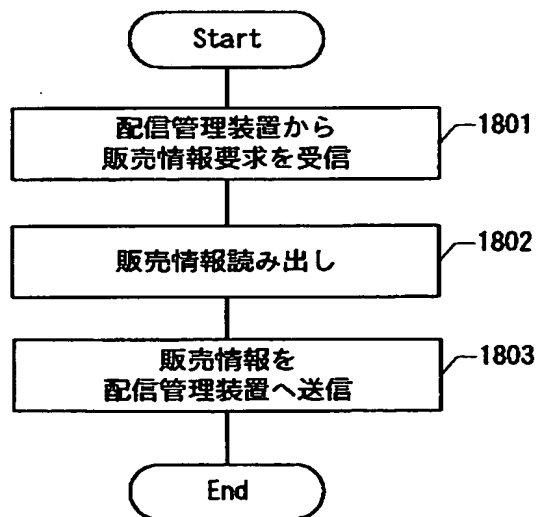 Start
配信管理装置から
販売情報要求を受信
1801
販売情報読み出し
1802
販売情報を
配信管理装置へ送信
1803
End